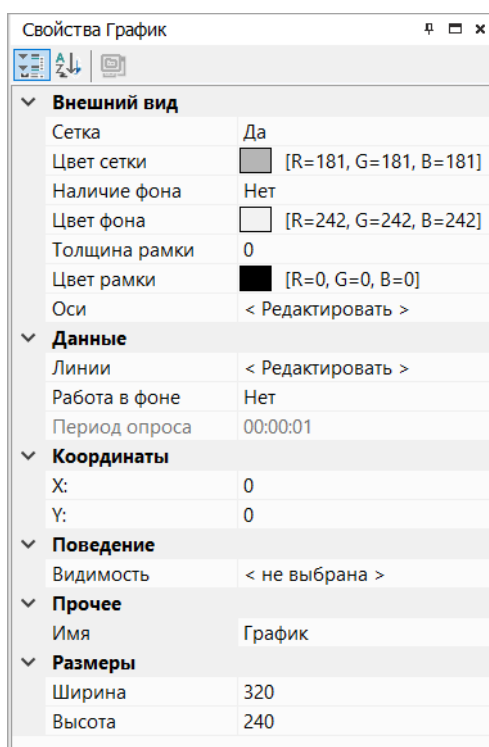 Свойства График
Внешний вид
Сетка Да
Цвет сетки [R=181, G=181, B=181]
Наличие фона Нет
Цвет фона [R=242, G=242, B=242]
Толщина рамки 0
Цвет рамки [R=0, G=0, B=0]
Оси < Редактировать >
Данные
Линии < Редактировать >
Работа в фоне Нет
Период опроса 00:00:01
Координаты
X: 0
Y: 0
Поведение
Видимость < не выбрана >
Прочее
Имя График
Размеры
Ширина 320
Высота 240